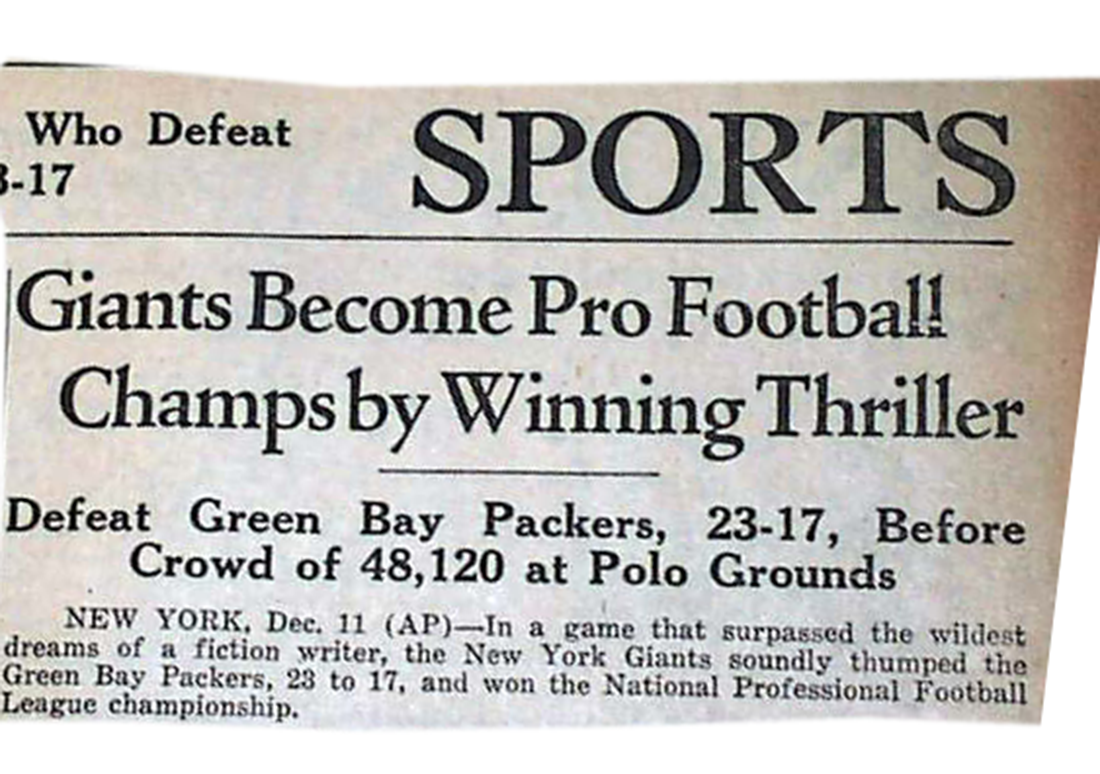 Who Defeat
3-17
SPORTS
Giants Become Pro Football
Champs by Winning Thriller
Defeat Green Bay Packers, 23-17, Before
Crowd of 48,120 at Polo Grounds
NEW YORK, Dec. 11 (AP)—In a game that surpassed the wildest
dreams of a fiction writer, the New York Giants soundly thumped the
Green Bay Packers, 23 to 17, and won the National Professional Football
League championship.